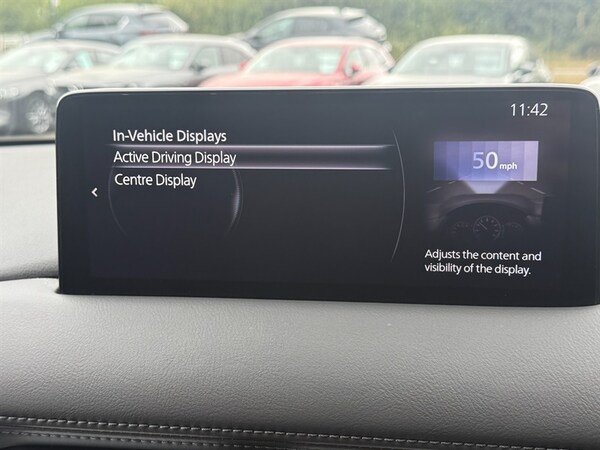 11:42
In-Vehicle Displays
Active Driving Display
Centre Display
50 mph
Adjusts the content and
visibility of the display.